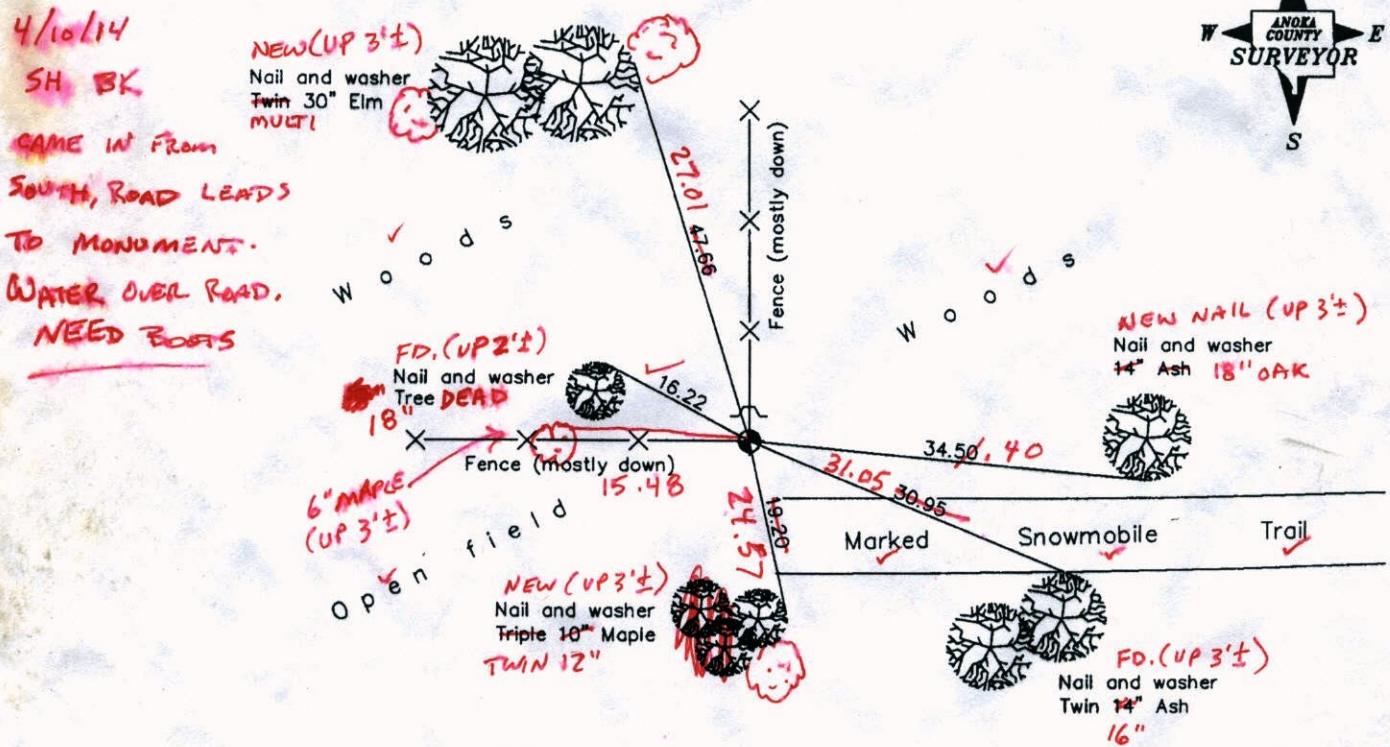 4/10/14
SH BK
CAME IN FROM
SOUTH, ROAD LEADS
TO MONUMENT.
WATER OVER ROAD.
NEED BOOTS
W
ANOKA
COUNTY
E
SURVEYOR
S
NEW (UP 3'±)
Nail and washer
Twin 30" Elm
MULTI
27.01 47.66
Fence (mostly down)
Woods
Woods
FD. (UP 2'±)
Nail and washer
Tree DEAD
18"
16.22
NEW NAIL (UP 3'±)
Nail and washer
14" Ash 18" OAK
34.50 .40
Fence (mostly down)
15.48
6" MAPLE
(UP 3'±)
Open field
31.05 30.95
24.57 19.20
Marked Snowmobile Trail
NEW (UP 3'±)
Nail and washer
Triple 10" Maple
TWIN 12"
FD. (UP 3'±)
Nail and washer
Twin 14" Ash
16"